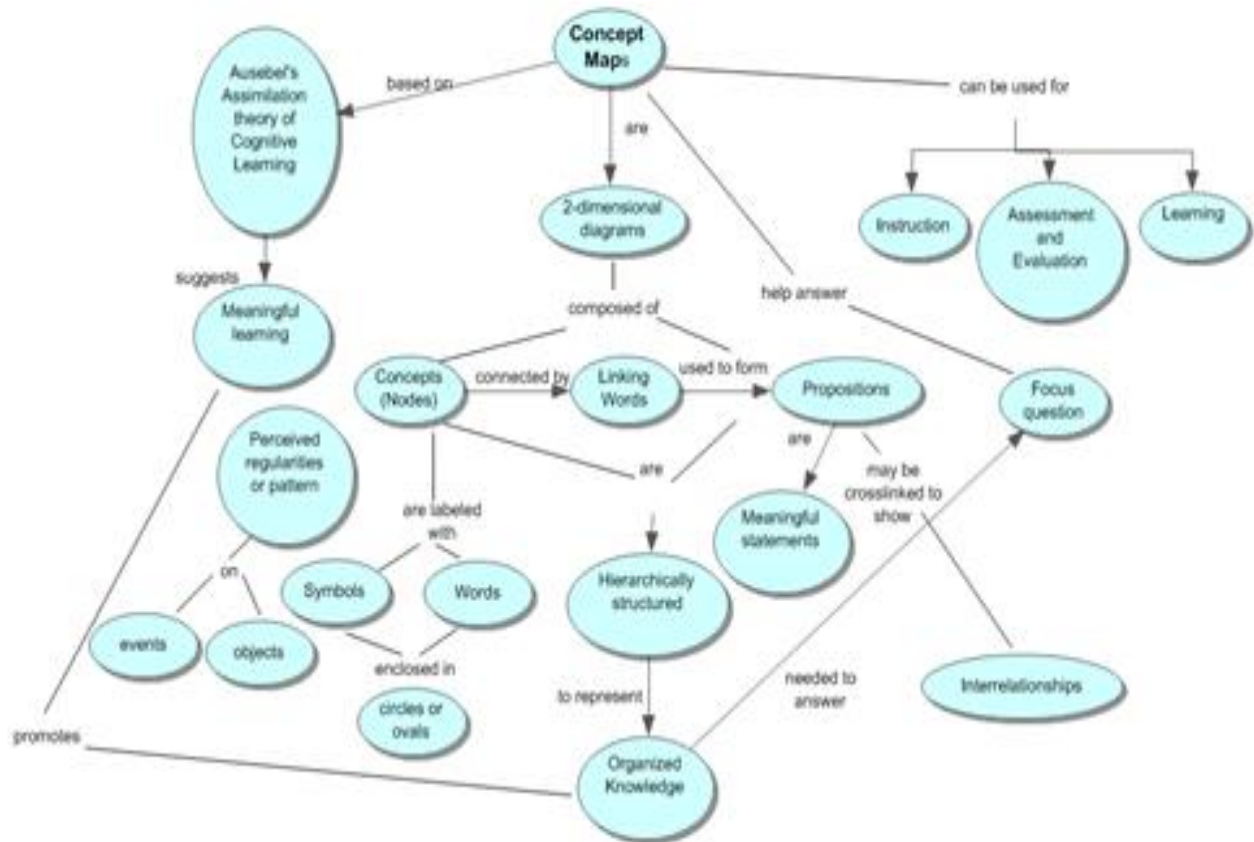 Concept
Maps
Ausebel's
Assimilation
theory of
Cognitive
Learning
based on
are
can be used for
2-dimensional
diagrams
Instruction
Assessment
and
Evaluation
Learning
suggests
Meaningful
learning
composed of
help answer
Concepts
(Nodes)
connected by
Linking
Words
used to form
Propositions
Focus
question
Perceived
regularities
or pattern
are labeled
with
are
are
may be
crosslinked to
show
Meaningful
statements
on
events
objects
Symbols
Words
Hierarchically
structured
enclosed in
circles or
ovals
to represent
needed to
answer
Interrelationships
promotes
Organized
Knowledge